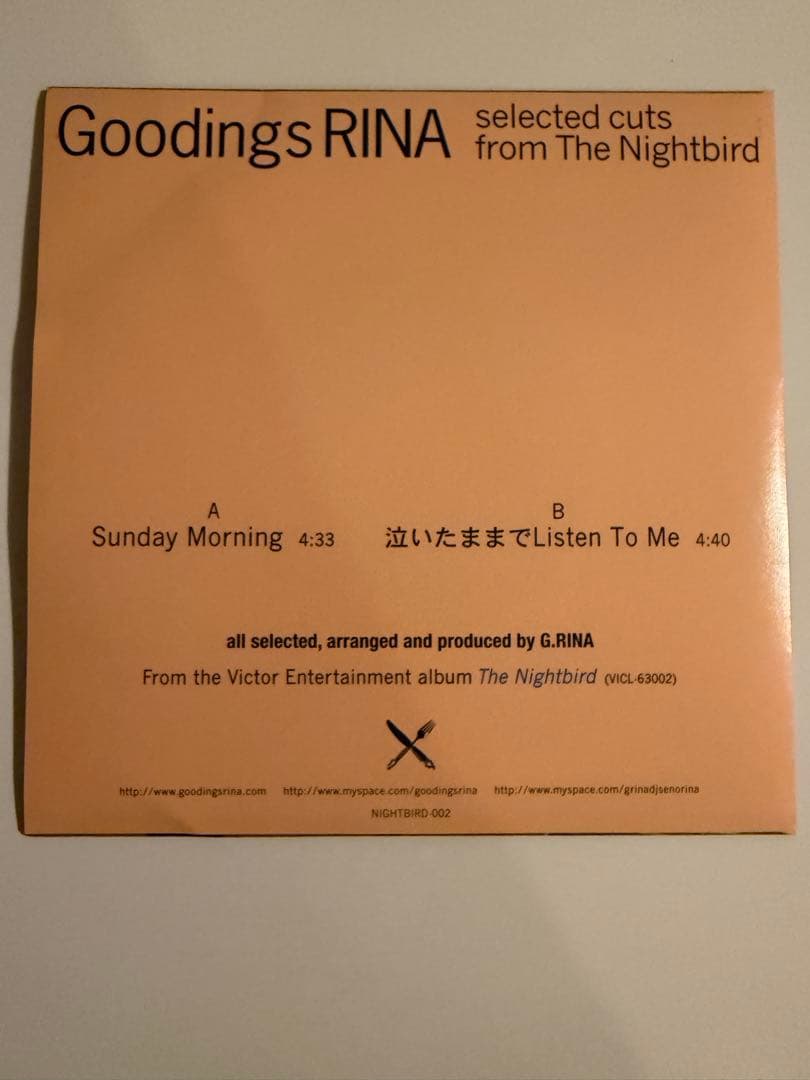 Goodings RINA
selected cuts
from The Nightbird
A
Sunday Morning 4:33
B
泣いたままでListen To Me 4:40
all selected, arranged and produced by G.RINA
From the Victor Entertainment album The Nightbird (VICL-63002)
http://www.goodingsrina.com http://www.myspace.com/goodingsrina http://www.myspace.com/grinadjsenorina
NIGHTBIRD-002